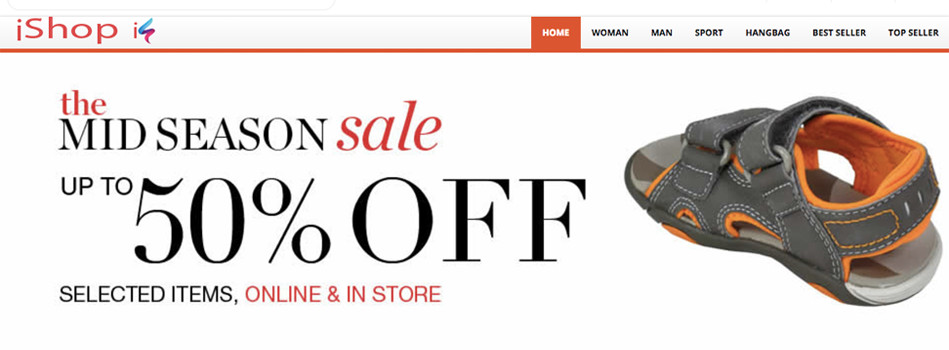 iShop is
HOME WOMAN MAN SPORT HANGBAG BEST SELLER TOP SELLER
the
MID SEASON sale
UP TO 50% OFF
SELECTED ITEMS, ONLINE & IN STORE